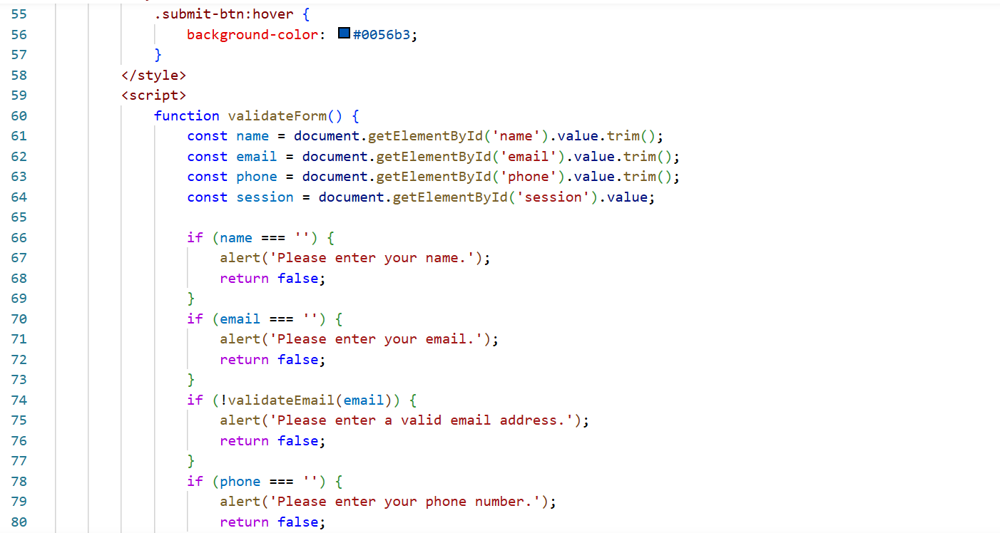 55 .submit-btn:hover {
56 background-color: #0056b3;
57 }
58 </style>
59 <script>
60 function validateForm() {
61 const name = document.getElementById('name').value.trim();
62 const email = document.getElementById('email').value.trim();
63 const phone = document.getElementById('phone').value.trim();
64 const session = document.getElementById('session').value;
65
66 if (name === '') {
67 alert('Please enter your name.');
68 return false;
69 }
70 if (email === '') {
71 alert('Please enter your email.');
72 return false;
73 }
74 if (!validateEmail(email)) {
75 alert('Please enter a valid email address.');
76 return false;
77 }
78 if (phone === '') {
79 alert('Please enter your phone number.');
80 return false;